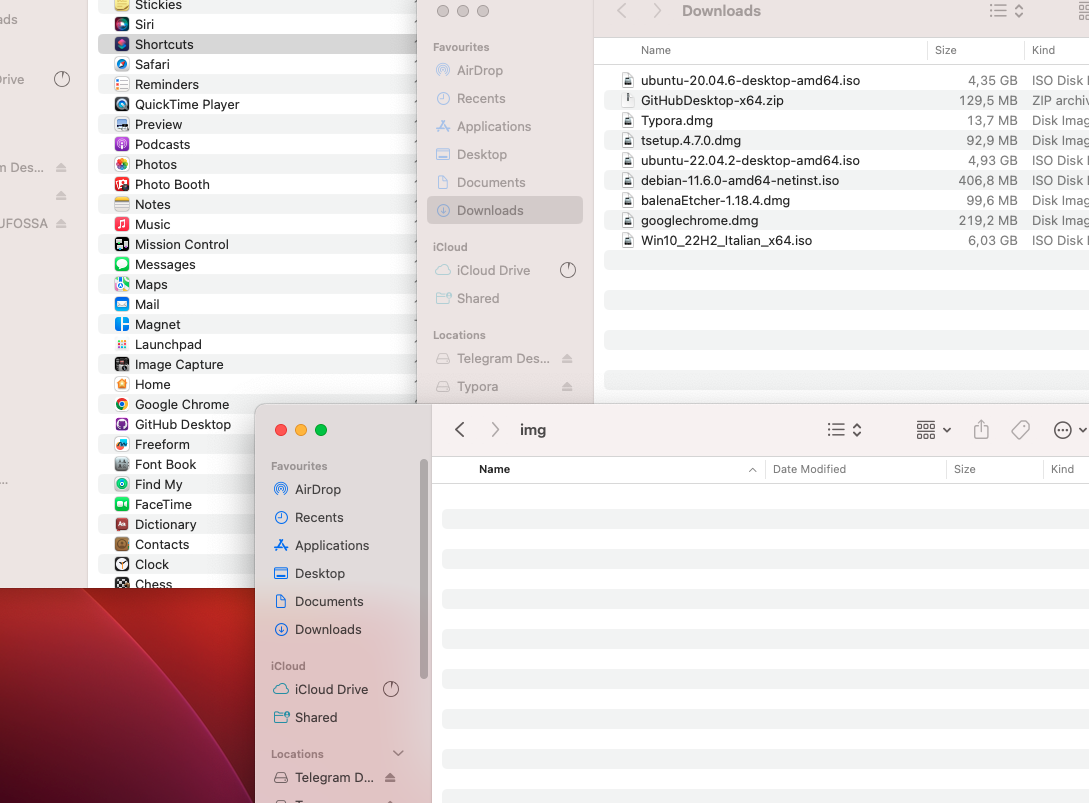 ads
rive
m Des...
UFOSSA
...
Stickies
Siri
Shortcuts
Safari
Reminders
QuickTime Player
Preview
Podcasts
Photos
Photo Booth
Notes
Music
Mission Control
Messages
Maps
Mail
Magnet
Launchpad
Image Capture
Home
Google Chrome
GitHub Desktop
Freeform
Font Book
Find My
FaceTime
Dictionary
Contacts
Clock
Chess
Favourites
AirDrop
Recents
Applications
Desktop
Documents
Downloads
iCloud
iCloud Drive
Shared
Locations
Telegram Des...
Typora
Downloads
Name Size Kind
ubuntu-20.04.6-desktop-amd64.iso 4,35 GB ISO Disk I
GitHubDesktop-x64.zip 129,5 MB ZIP archiv
Typora.dmg 13,7 MB Disk Imag
tsetup.4.7.0.dmg 92,9 MB Disk Imag
ubuntu-22.04.2-desktop-amd64.iso 4,93 GB ISO Disk I
debian-11.6.0-amd64-netinst.iso 406,8 MB ISO Disk I
balenaEtcher-1.18.4.dmg 99,6 MB Disk Imag
googlechrome.dmg 219,2 MB Disk Imag
Win10_22H2_Italian_x64.iso 6,03 GB ISO Disk I
Favourites
AirDrop
Recents
Applications
Desktop
Documents
Downloads
iCloud
iCloud Drive
Shared
Locations
Telegram D...
img
Name Date Modified Size Kind